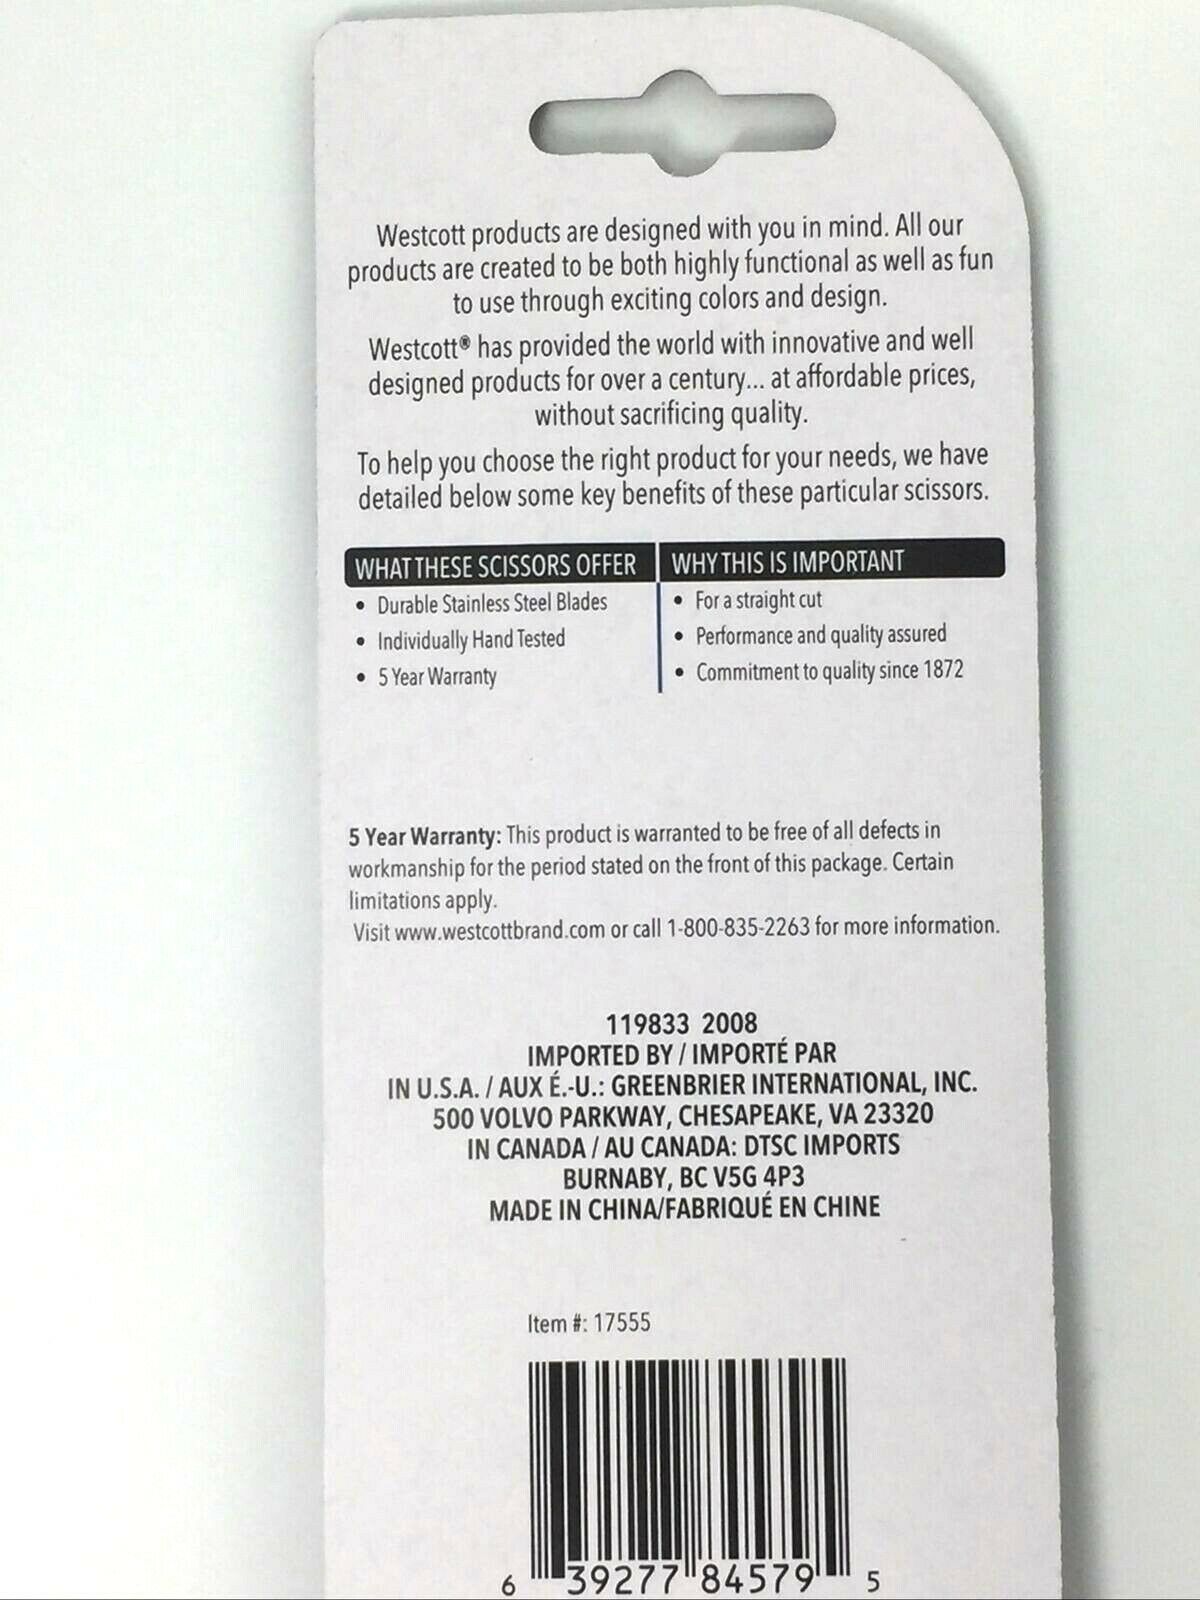 Westcott products are designed with you in mind. All our
products are created to be both highly functional as well as fun
to use through exciting colors and design.
Westcott® has provided the world with innovative and well
designed products for over a century... at affordable prices,
without sacrificing quality.
To help you choose the right product for your needs, we have
detailed below some key benefits of these particular scissors.
WHAT THESE SCISSORS OFFER
• Durable Stainless Steel Blades
• Individually Hand Tested
• 5 Year Warranty
WHY THIS IS IMPORTANT
• For a straight cut
• Performance and quality assured
• Commitment to quality since 1872
5 Year Warranty: This product is warranted to be free of all defects in
workmanship for the period stated on the front of this package. Certain
limitations apply.
Visit www.westcottbrand.com or call 1-800-835-2263 for more information.
119833 2008
IMPORTED BY / IMPORTÉ PAR
IN U.S.A. / AUX É.-U.: GREENBRIER INTERNATIONAL, INC.
500 VOLVO PARKWAY, CHESAPEAKE, VA 23320
IN CANADA / AU CANADA: DTSC IMPORTS
BURNABY, BC V5G 4P3
MADE IN CHINA/FABRIQUÉ EN CHINE
Item #: 17555
6 39277 84579 5